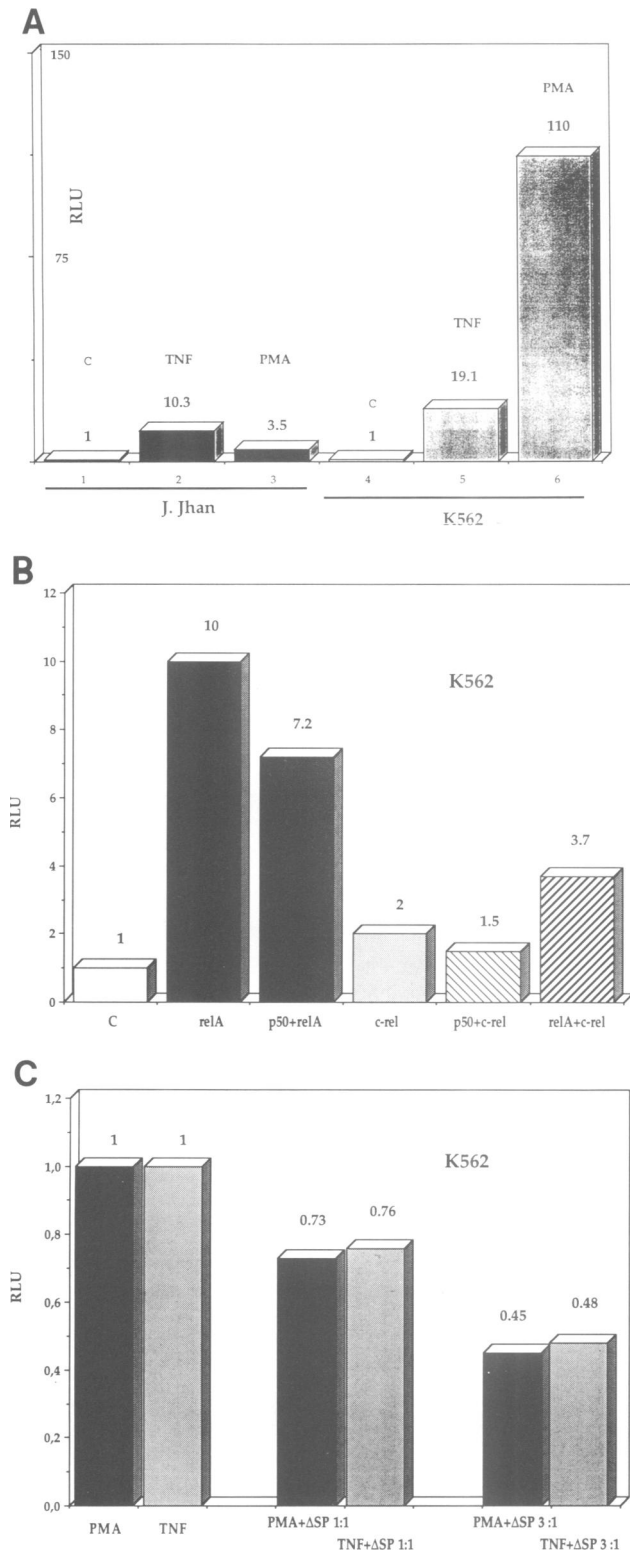 A
150
PMA
110
RLU
75
TNF
C TNF PMA
19.1
10.3
C
3.5
1
1
1 2 3 4 5 6
J. Jhan
K562
B
12
10
K562
10
7.2
8
RLU
6
3.7
4
2
1.5
2
1
0
C relA p50+relA c-rel p50+c-rel relA+c-rel
C
1,2
1 1
K562
1,0
0.73 0.76
0,8
RLU
0,6
0.45 0.48
0,4
0,2
0,0
PMA TNF PMA+ΔSP 1:1 PMA+ΔSP 3:1
TNF+ΔSP 1:1 TNF+ΔSP 3:1